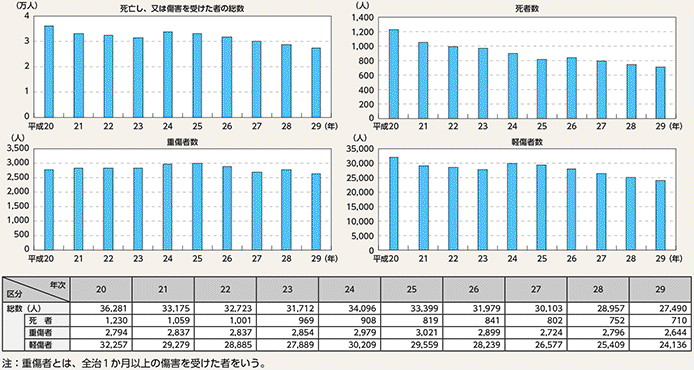 (万人) 死亡し、又は傷害を受けた者の総数
4
3
2
1
0
平成20 21 22 23 24 25 26 27 28 29 (年)
(人) 死者数
1,400
1,200
1,000
800
600
400
200
0
平成20 21 22 23 24 25 26 27 28 29 (年)
(人) 重傷者数
3,500
3,000
2,500
2,000
1,500
1,000
500
0
平成20 21 22 23 24 25 26 27 28 29 (年)
(人) 軽傷者数
35,000
30,000
25,000
20,000
15,000
10,000
5,000
0
平成20 21 22 23 24 25 26 27 28 29 (年)
区分 年次 20 21 22 23 24 25 26 27 28 29
総数(人) 36,281 33,175 32,723 31,712 34,096 33,399 31,979 30,103 28,957 27,490
死 者 1,230 1,059 1,001 969 908 819 841 802 752 710
重傷者 2,794 2,837 2,837 2,854 2,979 3,021 2,899 2,724 2,796 2,644
軽傷者 32,257 29,279 28,885 27,889 30,209 29,559 28,239 26,577 25,409 24,136
注:重傷者とは、全治1か月以上の傷害を受けた者をいう。